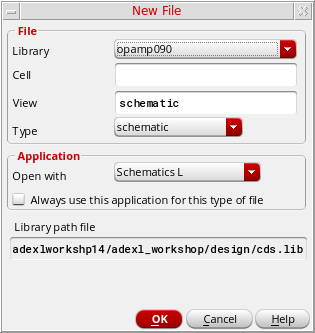 New File
File
Library opamp090
Cell
View schematic
Type schematic
Application
Open with Schematics L
Always use this application for this type of file
Library path file
adexlworkshp14/adexl_workshop/design/cds.lib
OK Cancel Help